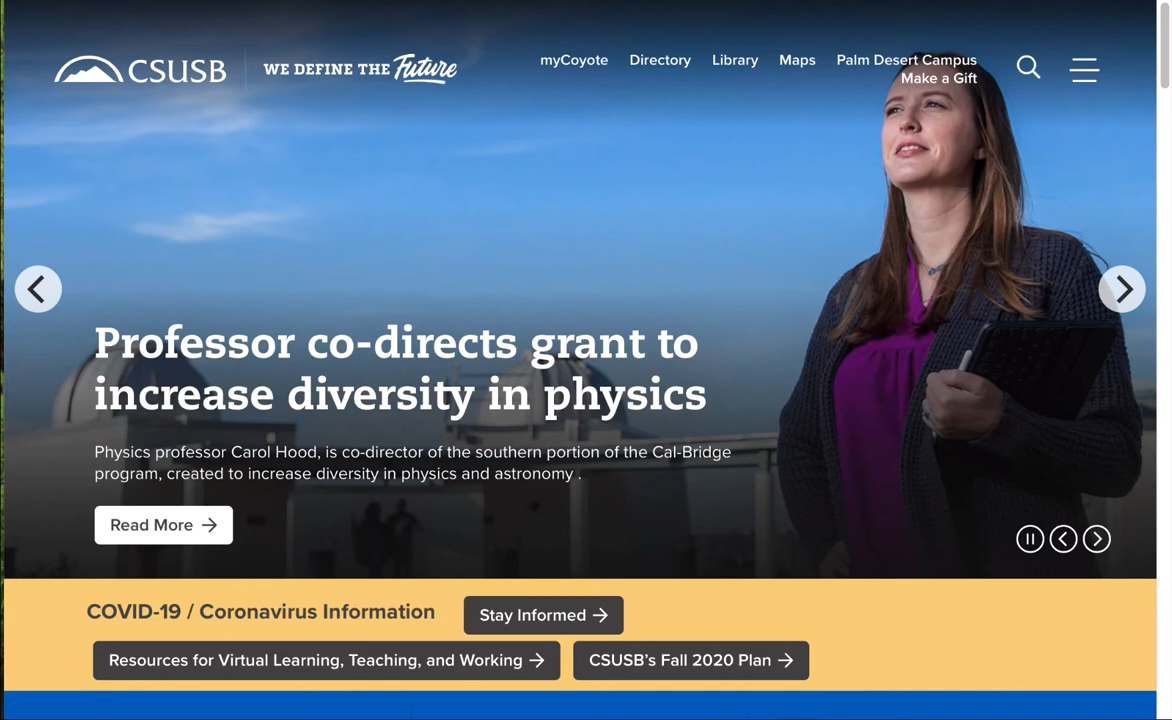 CSUSB
WE DEFINE THE Future
myCoyote Directory Library Maps Palm Desert Campus
Make a Gift
Professor co-directs grant to
increase diversity in physics
Physics professor Carol Hood, is co-director of the southern portion of the Cal-Bridge
program, created to increase diversity in physics and astronomy .
Read More →
COVID-19 / Coronavirus Information
Stay Informed →
Resources for Virtual Learning, Teaching, and Working →
CSUSB’s Fall 2020 Plan →